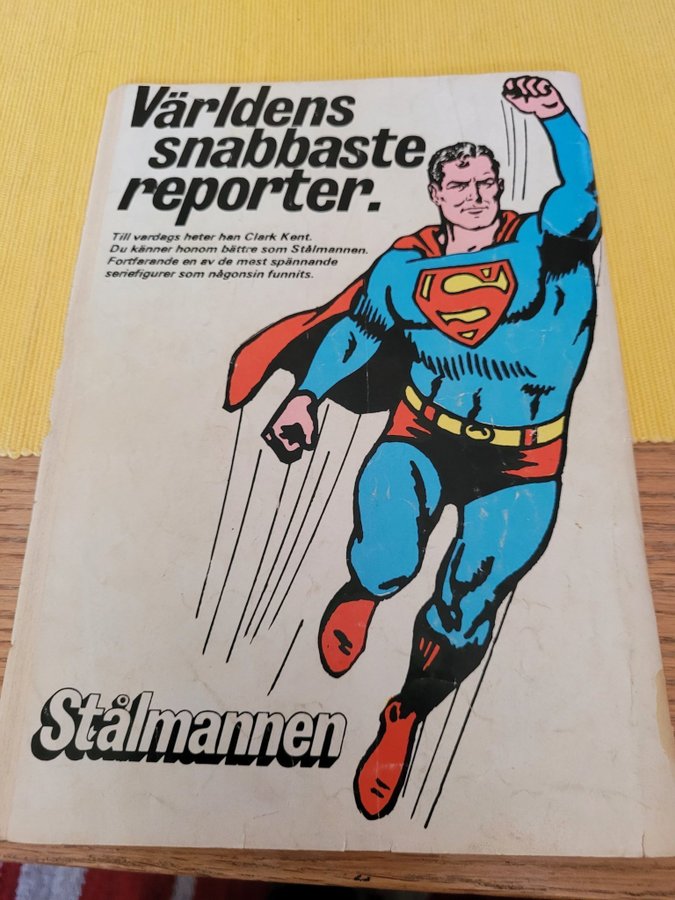 Världens
snabbaste
reporter.
Till vardags heter han Clark Kent.
Du känner honom bättre som Stålmannen.
Fortfarande en av de mest spännande
seriefigurer som någonsin funnits.
S
Stålmannen